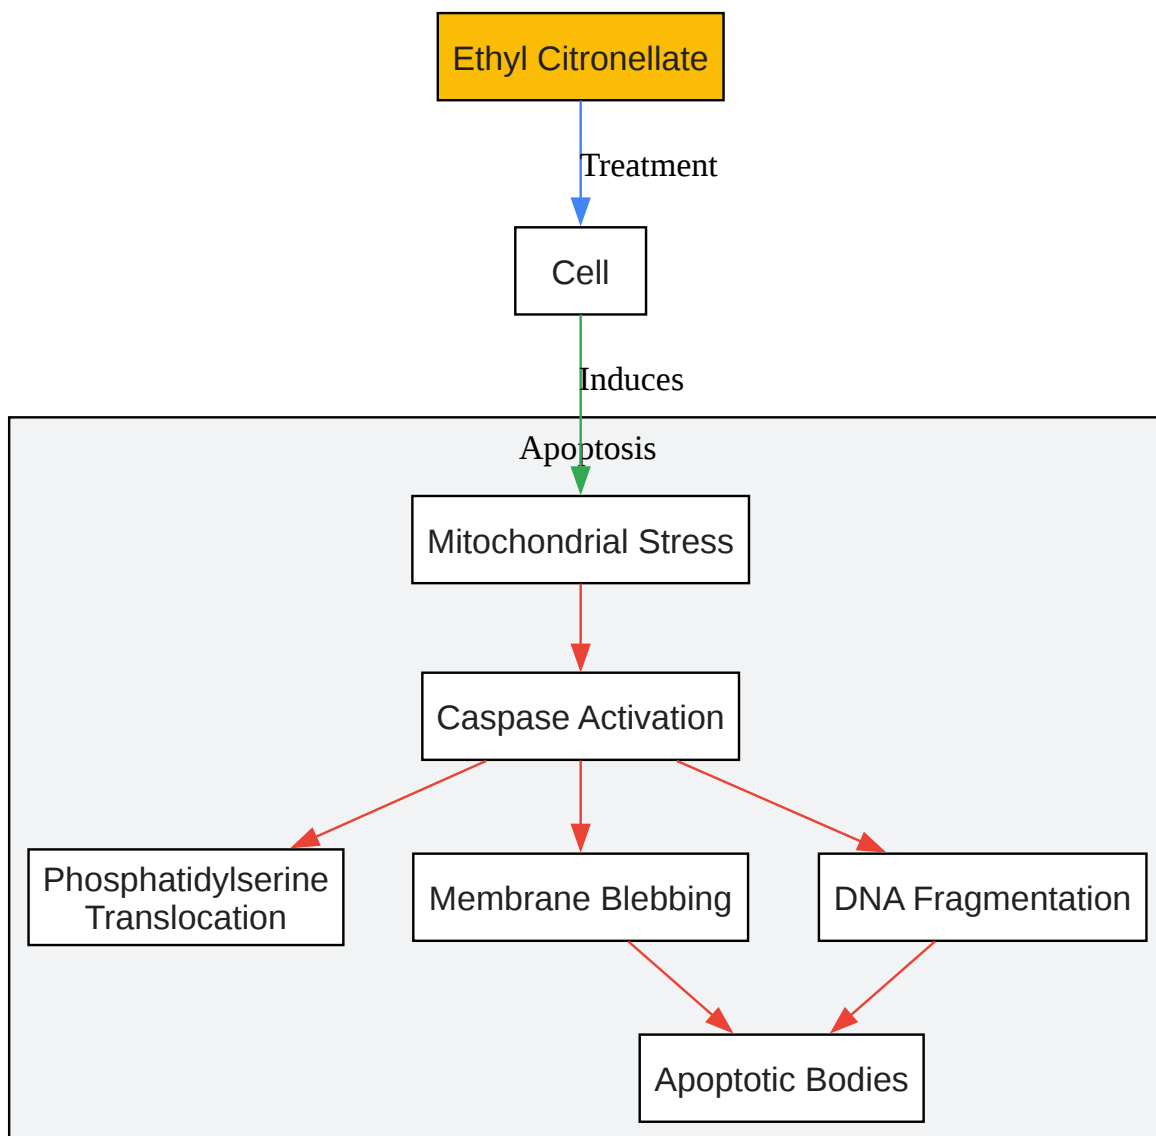 Ethyl Citronellate
Treatment
Cell
Induces
Apoptosis
Mitochondrial Stress
Caspase Activation
Phosphatidylserine
Translocation
Membrane Blebbing
DNA Fragmentation
Apoptotic Bodies